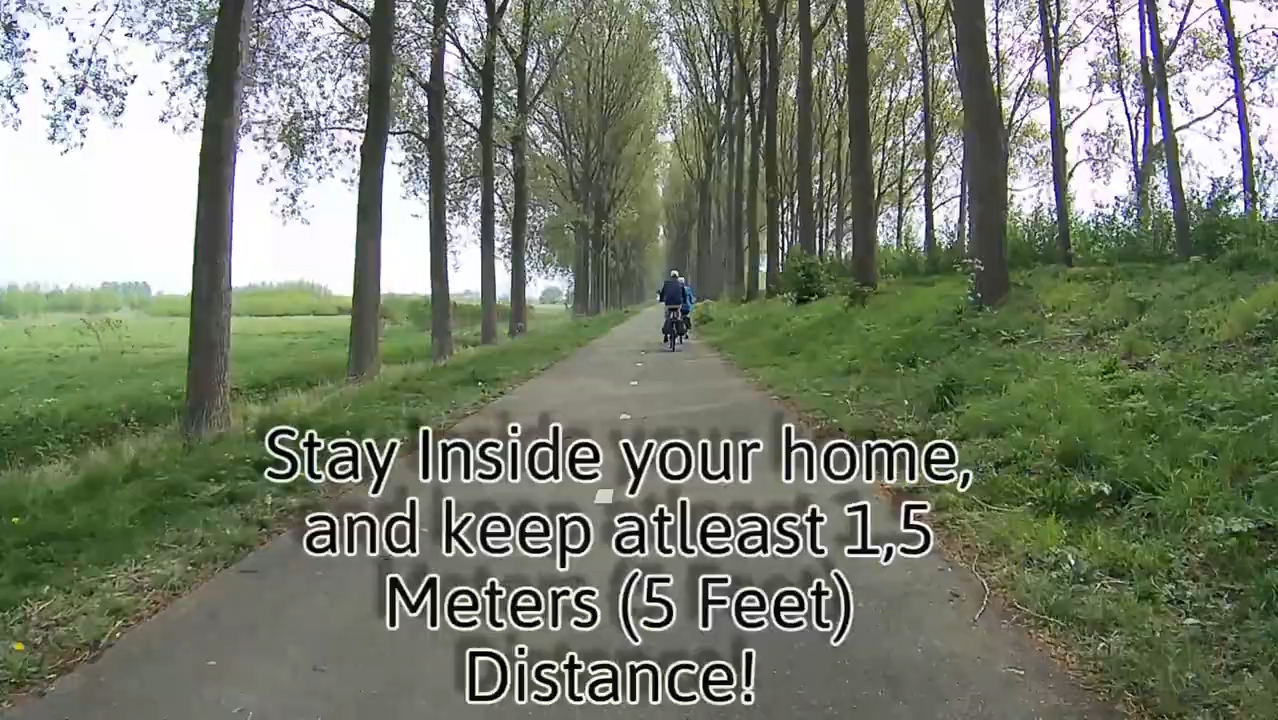 Stay Inside your home,
and keep atleast 1,5
Meters (5 Feet)
Distance!